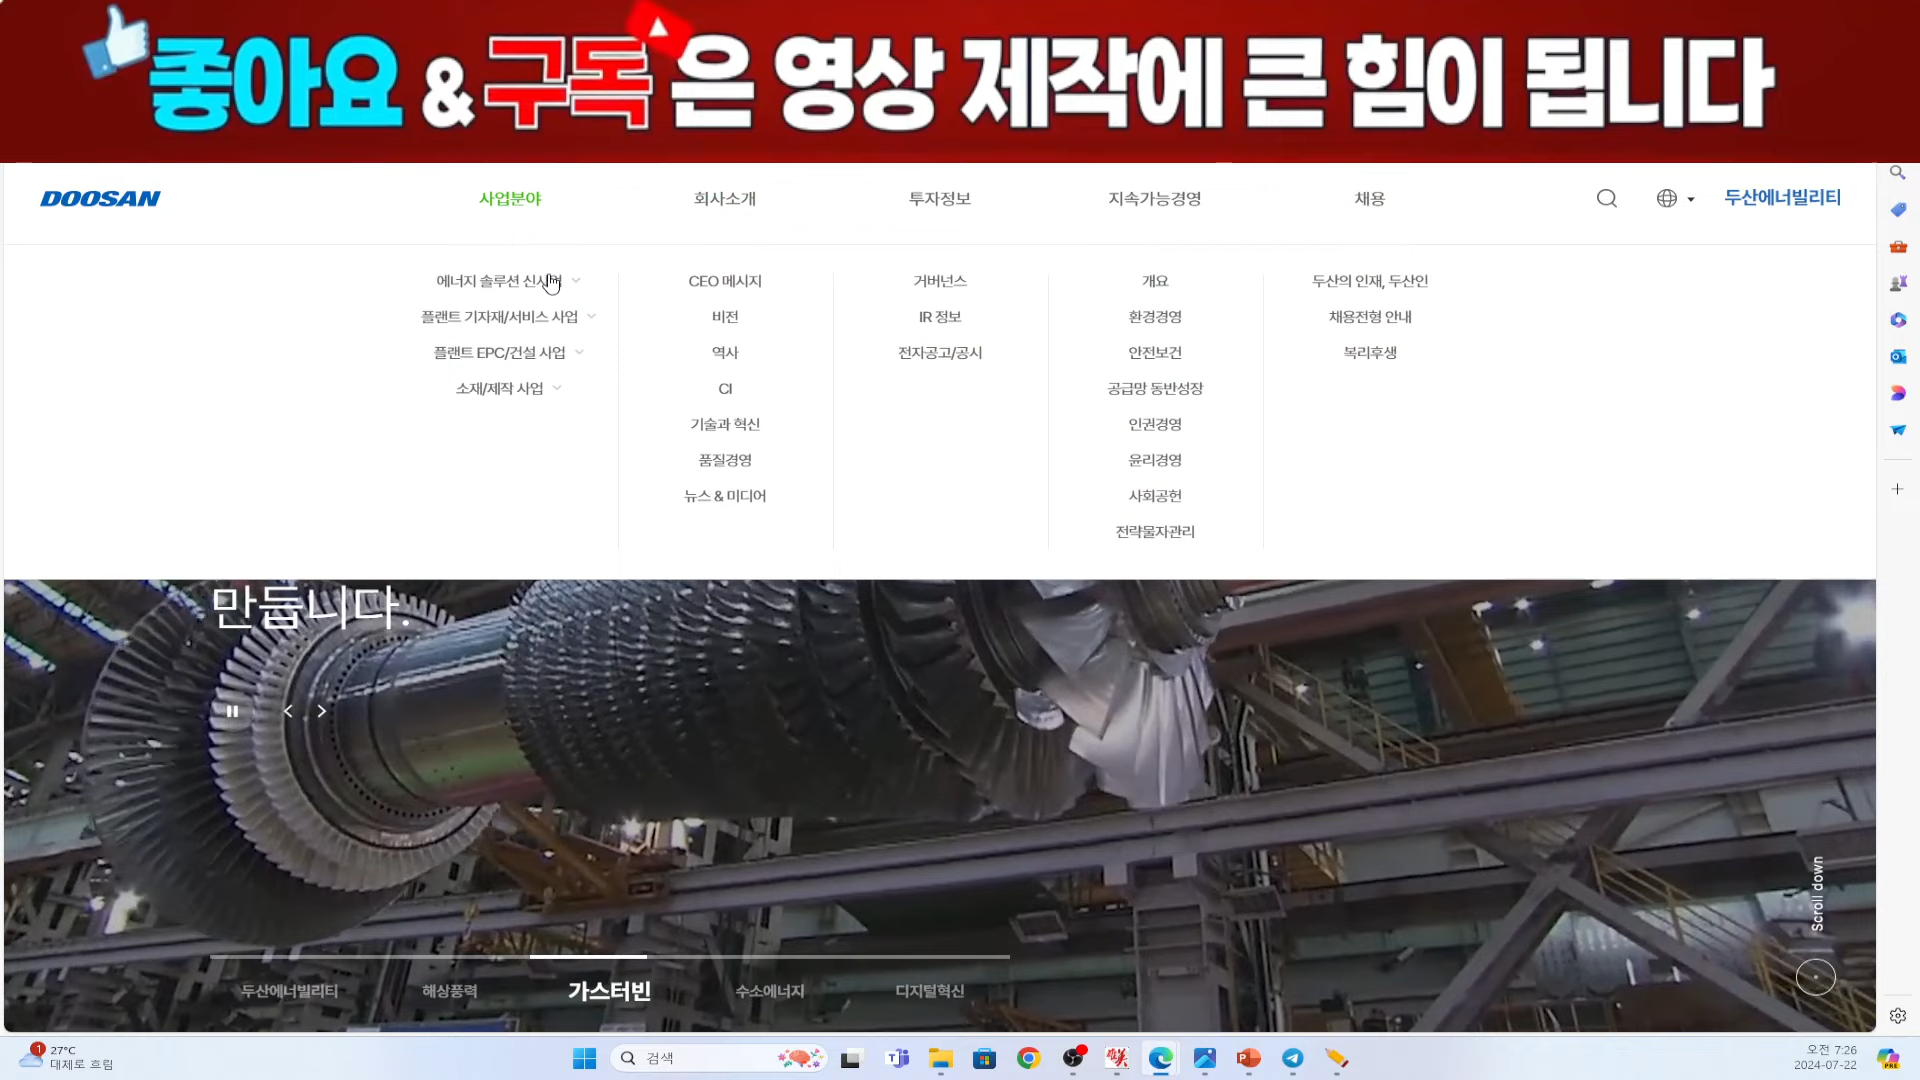 좋아요 & 구독은 영상 제작에 큰 힘이 됩니다
DOOSAN
사업분야
회사소개
투자정보
지속가능경영
채용
두산에너빌리티
에너지 솔루션 신사업
플랜트 기자재/서비스 사업
플랜트 EPC/건설 사업
소재/제작 사업
CEO 메시지
비전
역사
CI
기술과 혁신
품질경영
뉴스 & 미디어
거버넌스
IR 정보
전자공고/공시
개요
환경경영
안전보건
공급망 동반성장
인권경영
윤리경영
사회공헌
전략물자관리
두산의 인재, 두산인
채용전형 안내
복리후생
만듭니다.
Scroll down
두산에너빌리티
해상풍력
가스터빈
수소에너지
디지털혁신
1
27°C
대체로 흐림
검색
오전 7:26
2024-07-22
PRE